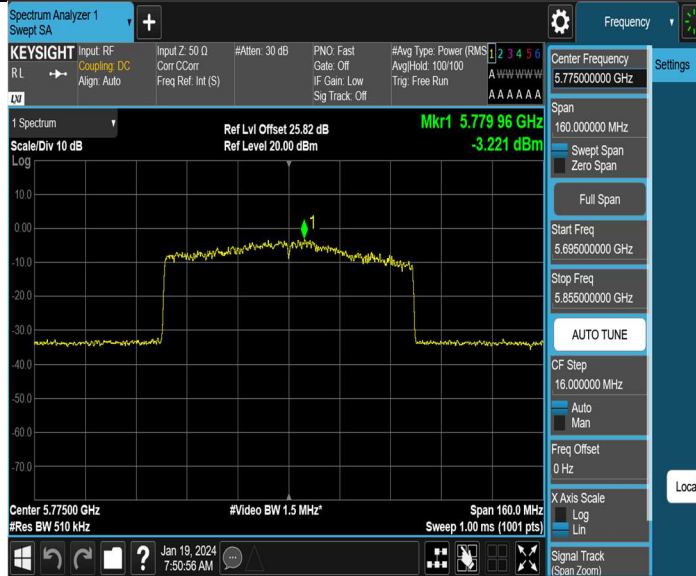 Spectrum Analyzer 1
Swept SA
Frequency
KEYSIGHT
Input: RF
Coupling: DC
Align: Auto
Input Z: 50 Ω
Corr CCorr
Freq Ref: Int (S)
#Atten: 30 dB
PNO: Fast
Gate: Off
IF Gain: Low
Sig Track: Off
#Avg Type: Power (RMS
Avg|Hold: 100/100
Trig: Free Run
1 2 3 4 5 6
A W W W W W
A A A A A A
R L
LXI
1 Spectrum
Scale/Div 10 dB
Log
Ref Lvl Offset 25.82 dB
Ref Level 20.00 dBm
Mkr1 5.779 96 GHz
-3.221 dBm
1
10.0
0.00
-10.0
-20.0
-30.0
-40.0
-50.0
-60.0
-70.0
Center 5.77500 GHz
#Res BW 510 kHz
#Video BW 1.5 MHz*
Span 160.0 MHz
Sweep 1.00 ms (1001 pts)
Jan 19, 2024
7:50:56 AM
Center Frequency
5.775000000 GHz
Settings
Span
160.000000 MHz
Swept Span
Zero Span
Full Span
Start Freq
5.695000000 GHz
Stop Freq
5.855000000 GHz
AUTO TUNE
CF Step
16.000000 MHz
Auto
Man
Freq Offset
0 Hz
Loca
X Axis Scale
Log
Lin
Signal Track
(Span Zoom)